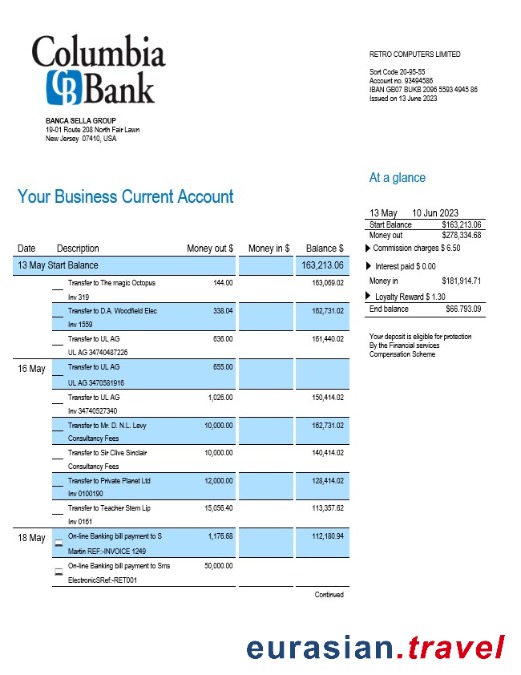 Columbia
CB Bank
BANCA SELLA GROUP
19-01 Route 208 North Fair Lawn
New Jersey 07410, USA
RETRO COMPUTERS LIMITED
Sort Code 20-95-55
Account no. 93494586
IBAN GB07 BUKB 2096 5593 4945 86
Issued on 13 June 2023
At a glance
Your Business Current Account
13 May 10 Jun 2023
Start Balance $163,213.06
Money out $278,334.68
Commission charges $ 6.50
Interest paid $ 0.00
Money in $181,914.71
Loyalty Reward $ 1.30
End balance $66.793.09
Your deposit is eligible for protection
By the Financial services
Compensation Scheme
Date Description Money out $ Money in $ Balance $
13 May Start Balance 163,213.06
Transfer to The magic Octopus 144.00 163,069.02
Inv 319
Transfer to D.A. Woodfield Elec 338.04 162,731.02
Inv 1559
Transfer to UL AG 636.00 161,440.02
UL AG 34740487226
16 May Transfer to UL AG 655.00
UL AG 3470581916
Transfer to UL AG 1,026.00 150,414.02
Inv 34740527340
Transfer to Mr. D. N.L. Levy 10,000.00 162,731.02
Consultancy Fees
Transfer to Sir Clive Sinclair 10,000.00 140,414.02
Consultancy Fees
Transfer to Private Planet Ltd 12,000.00 128,414.02
Inv 0100190
Transfer to Teacher Stem Lip 15,056.40 113,357.62
Inv 0161
18 May On-line Banking bill payment to S 1,176.68 112,180.94
Martin REF:-INVOICE 1249
On-line Banking bill payment to Sms 50,000.00
ElectronicSRef:-RET001
Continued
eurasian.travel